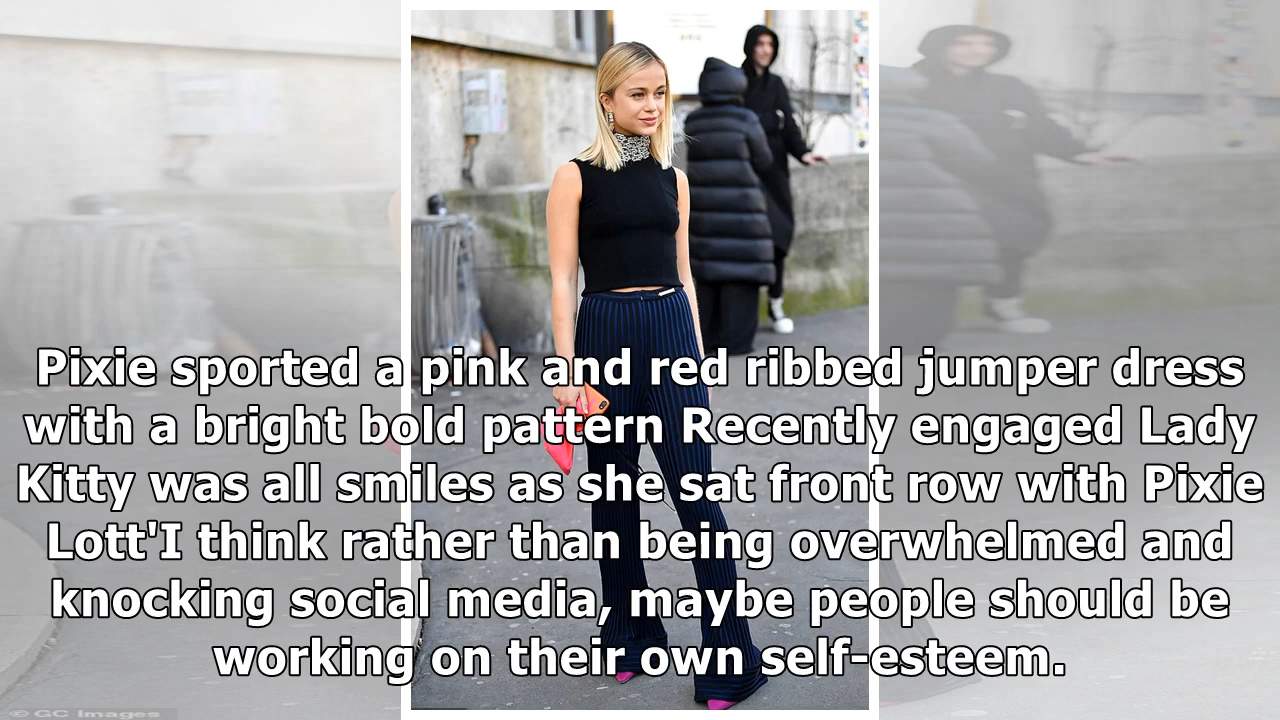 Pixie sported a pink and red ribbed jumper dress
with a bright bold pattern Recently engaged Lady
Kitty was all smiles as she sat front row with Pixie
Lott'I think rather than being overwhelmed and
knocking social media, maybe people should be
working on their own self-esteem.
© GC Images